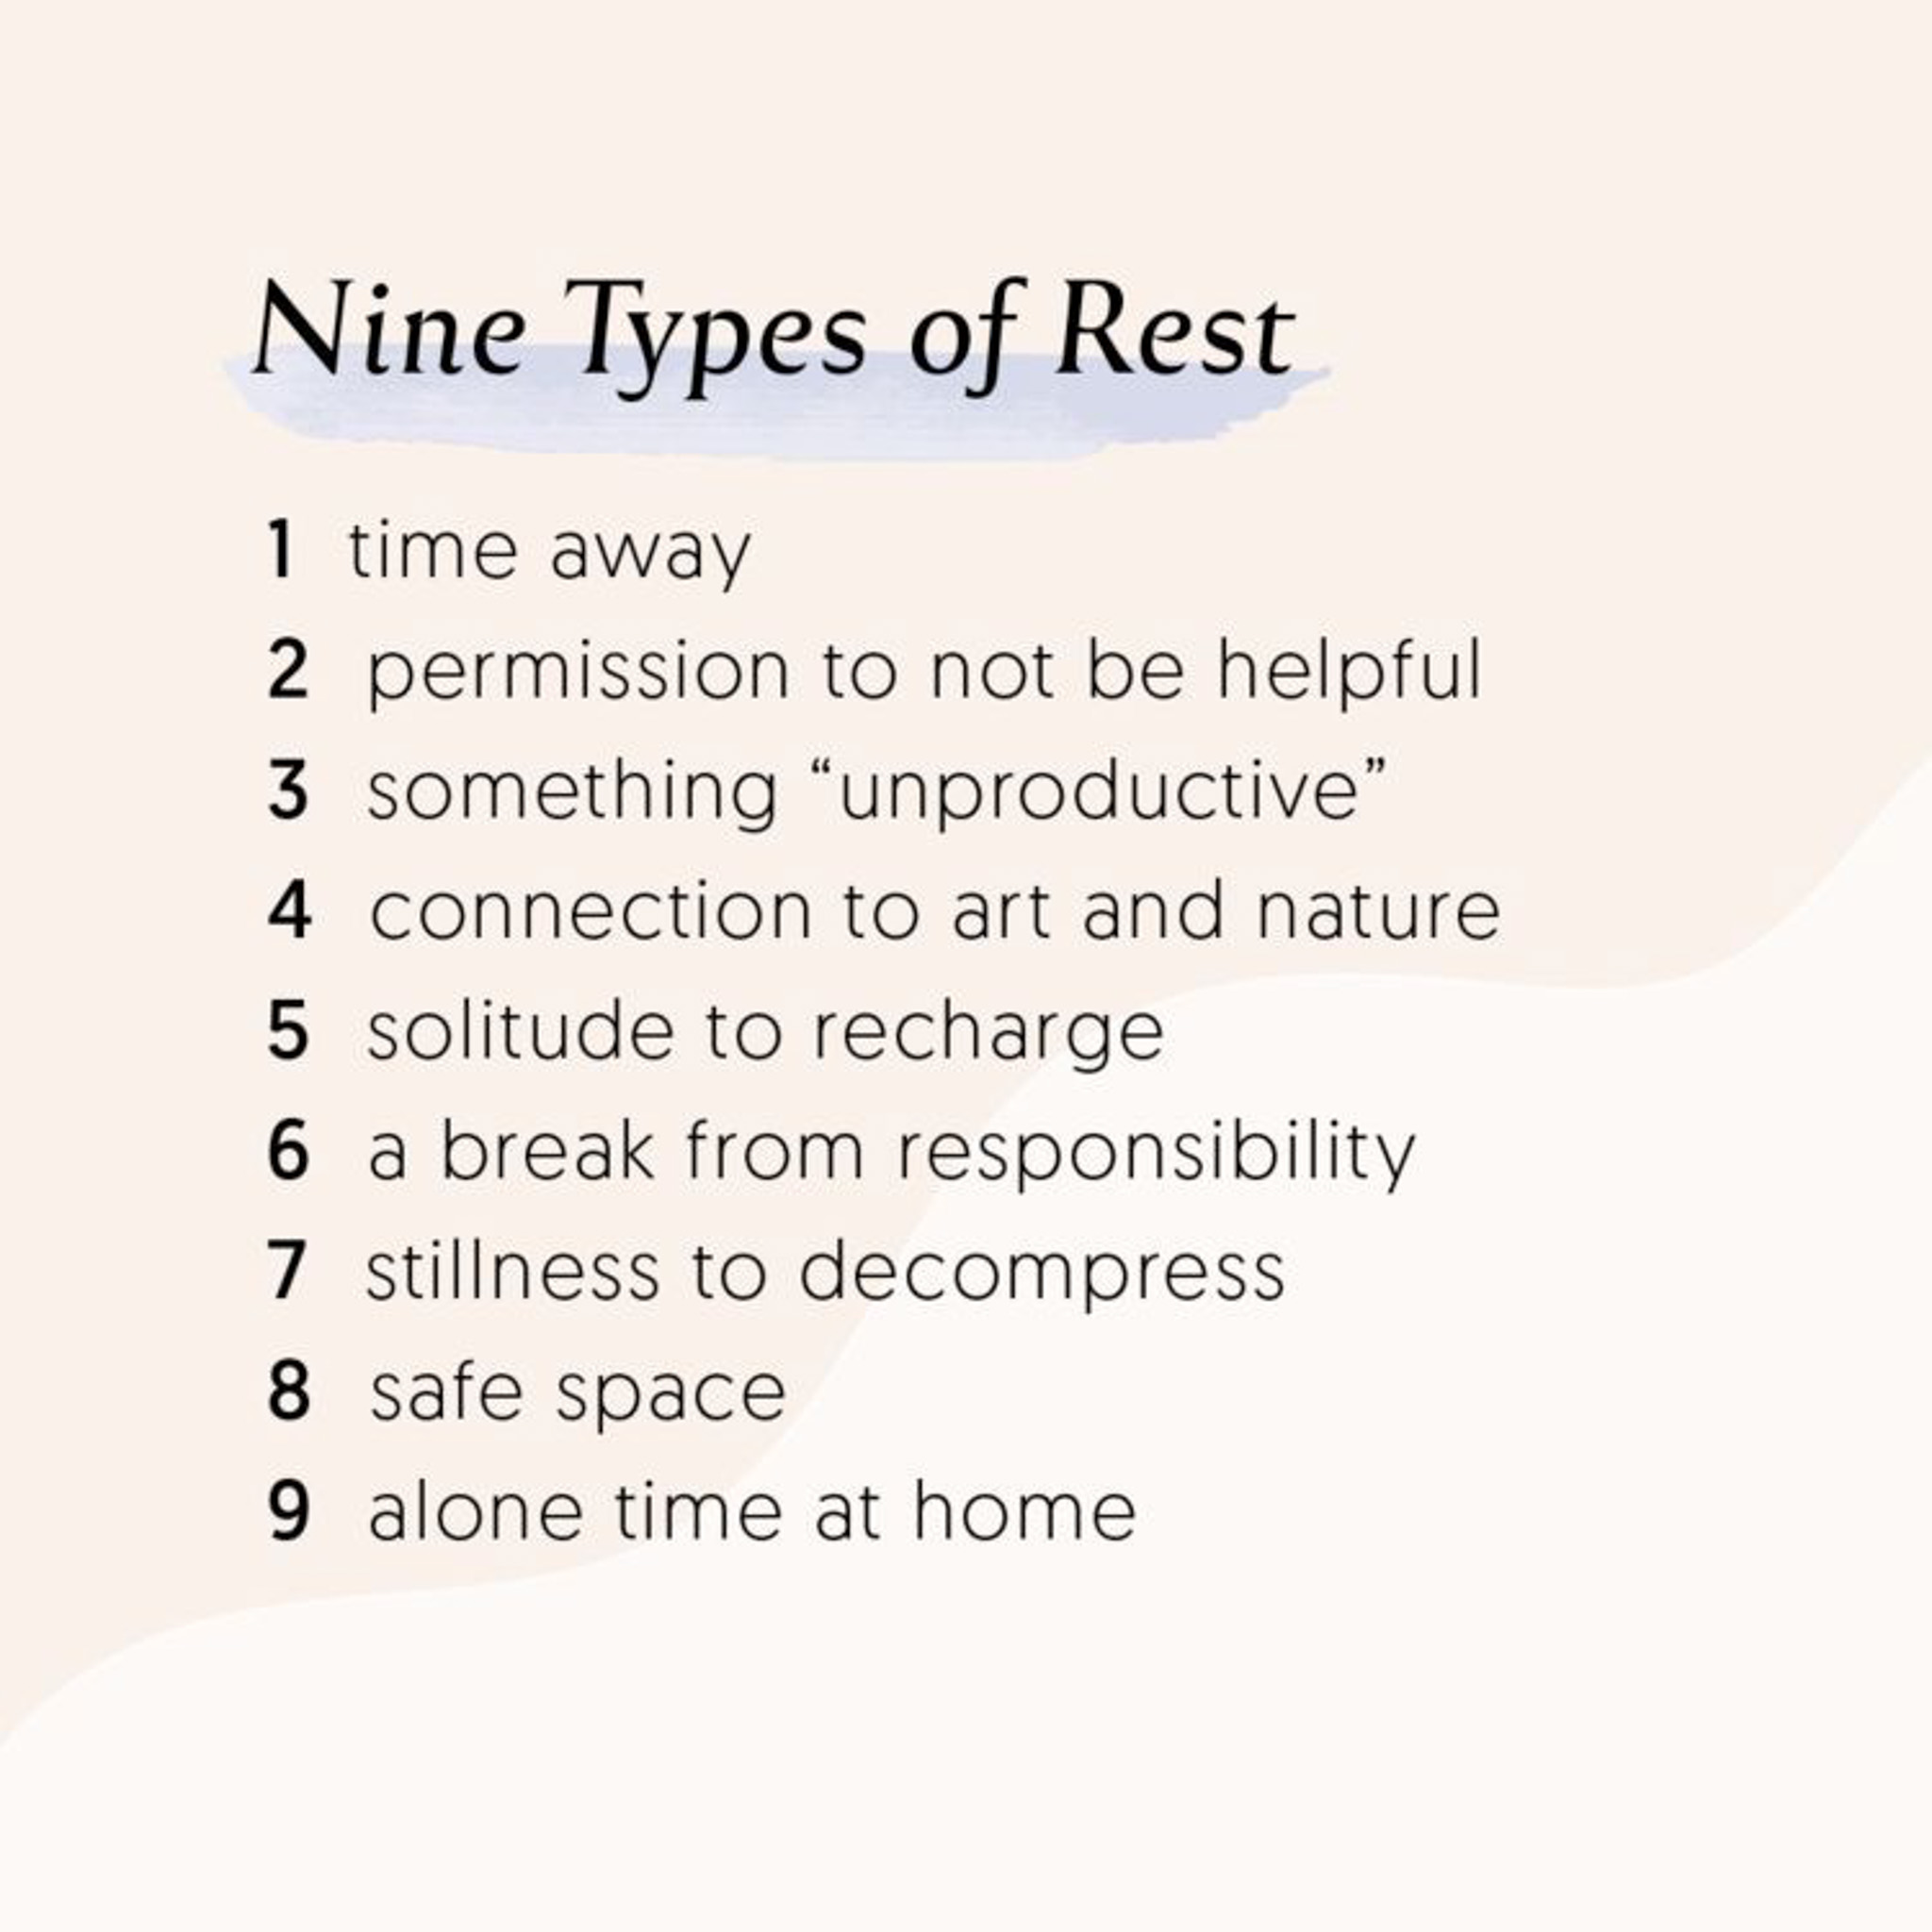 Nine Types of Rest
1 time away
2 permission to not be helpful
3 something “unproductive”
4 connection to art and nature
5 solitude to recharge
6 a break from responsibility
7 stillness to decompress
8 safe space
9 alone time at home